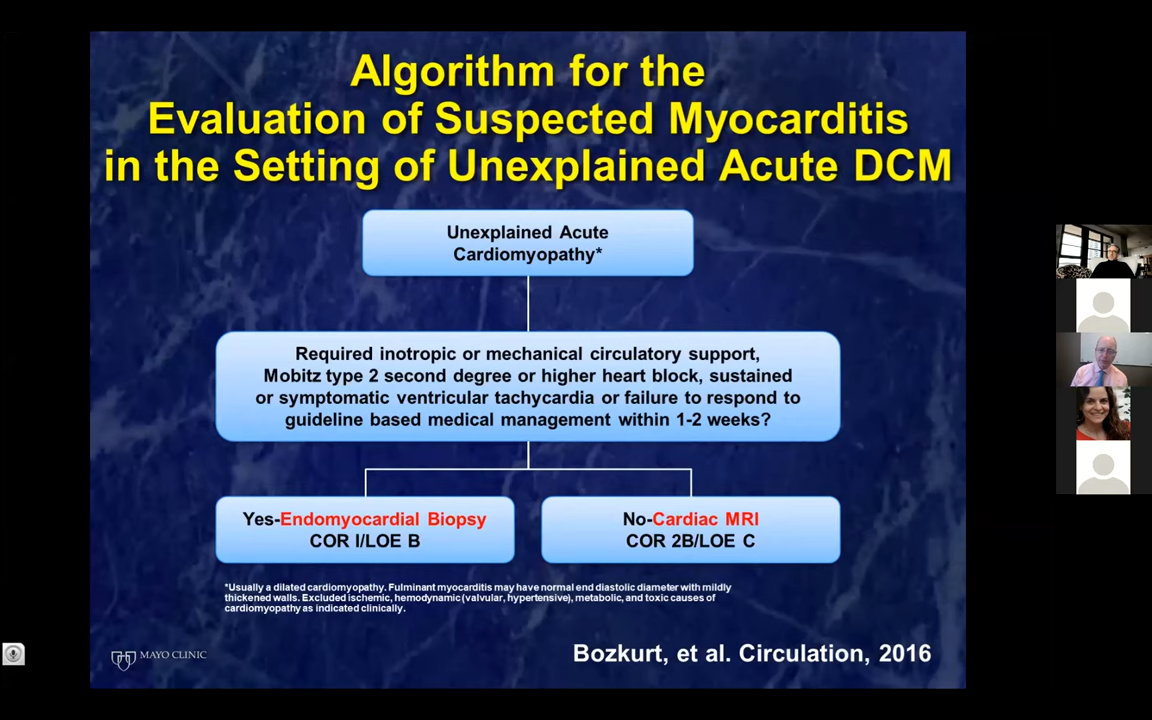 Algorithm for the
Evaluation of Suspected Myocarditis
in the Setting of Unexplained Acute DCM
Unexplained Acute
Cardiomyopathy*
Required inotropic or mechanical circulatory support,
Mobitz type 2 second degree or higher heart block, sustained
or symptomatic ventricular tachycardia or failure to respond to
guideline based medical management within 1-2 weeks?
Yes-Endomyocardial Biopsy
COR I/LOE B
No-Cardiac MRI
COR 2B/LOE C
*Usually a dilated cardiomyopathy. Fulminant myocarditis may have normal end diastolic diameter with mildly
thickened walls. Excluded ischemic, hemodynamic (valvular, hypertensive), metabolic, and toxic causes of
cardiomyopathy as indicated clinically.
MAYO CLINIC
Bozkurt, et al. Circulation, 2016